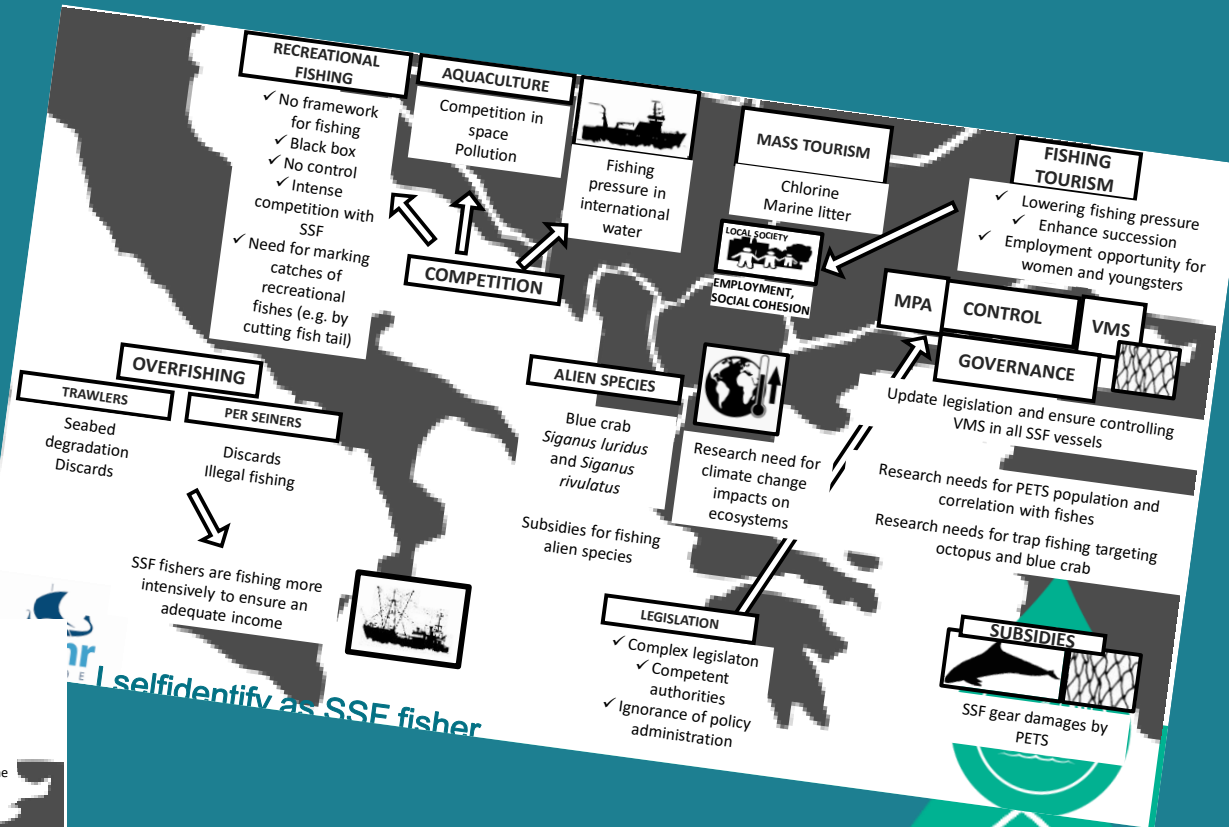 RECREATIONAL
FISHING
✓ No framework
for fishing
✓ Black box
✓ No control
✓ Intense
competition with
SSF
✓ Need for marking
catches of
recreational
fishes (e.g. by
cutting fish tail)
AQUACULTURE
Competition in
space
Pollution
Fishing
pressure in
international
water
COMPETITION
MASS TOURISM
Chlorine
Marine litter
LOCAL SOCIETY
EMPLOYMENT,
SOCIAL COHESION
FISHING
TOURISM
✓ Lowering fishing pressure
✓ Enhance succession
✓ Employment opportunity for
women and youngsters
MPA
CONTROL
VMS
GOVERNANCE
Update legislation and ensure controlling
VMS in all SSF vessels
Research needs for PETS population and
correlation with fishes
Research needs for trap fishing targeting
octopus and blue crab
OVERFISHING
TRAWLERS
Seabed
degradation
Discards
PER SEINERS
Discards
Illegal fishing
SSF fishers are fishing more
intensively to ensure an
adequate income
ALIEN SPECIES
Blue crab
Siganus luridus
and Siganus
rivulatus
Subsidies for fishing
alien species
Research need for
climate change
impacts on
ecosystems
LEGISLATION
✓ Complex legislaton
✓ Competent
authorities
✓ Ignorance of policy
administration
SUBSIDIES
SSF gear damages by
PETS
I selfidentify as SSF fisher